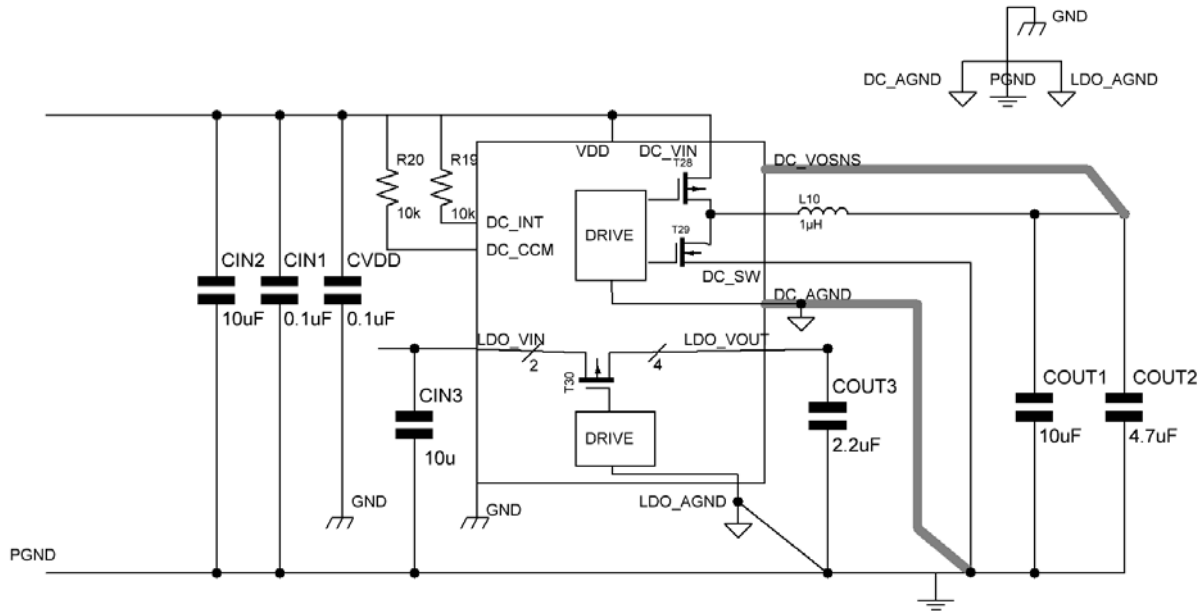 GND
DC_AGND
PGND
LDO_AGND
VDD
DC_VIN
DC_VOSNS
R20
R19
T28
L10
1µH
10k
10k
DC_INT
DRIVE
T29
DC_CCM
DC_SW
CIN2
CIN1
CVDD
10uF
0.1uF
0.1uF
DC_AGND
LDO_VIN
2
4
LDO_VOUT
T30
CIN3
10u
COUT3
2.2uF
COUT1
10uF
COUT2
4.7uF
DRIVE
GND
GND
LDO_AGND
PGND